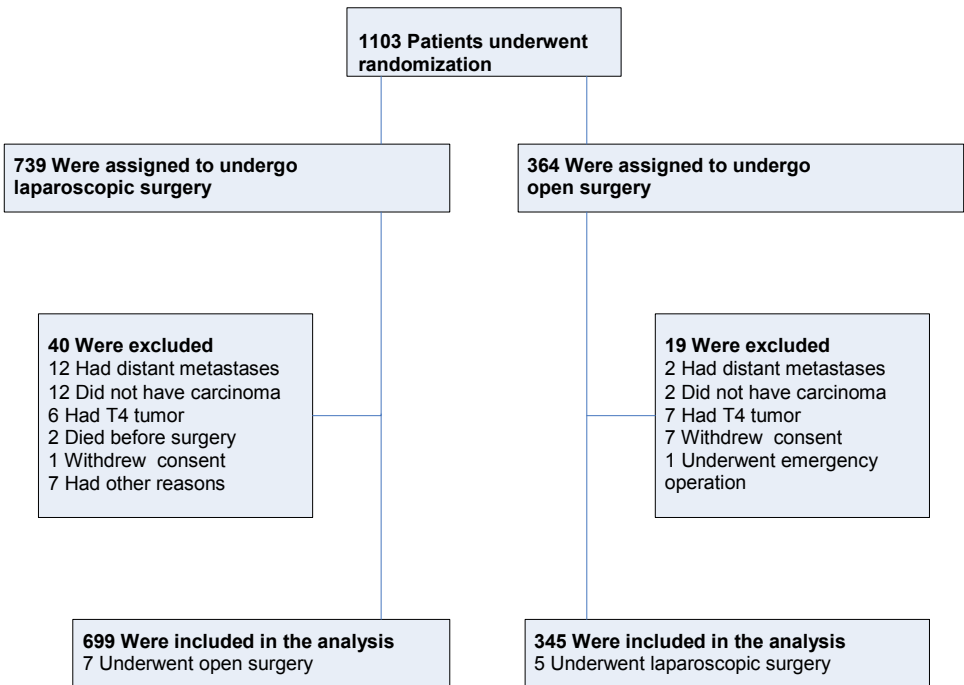 1103 Patients underwent
randomization
739 Were assigned to undergo
laparoscopic surgery
364 Were assigned to undergo
open surgery
40 Were excluded
12 Had distant metastases
12 Did not have carcinoma
6 Had T4 tumor
2 Died before surgery
1 Withdrew consent
7 Had other reasons
19 Were excluded
2 Had distant metastases
2 Did not have carcinoma
7 Had T4 tumor
7 Withdrew consent
1 Underwent emergency
operation
699 Were included in the analysis
7 Underwent open surgery
345 Were included in the analysis
5 Underwent laparoscopic surgery